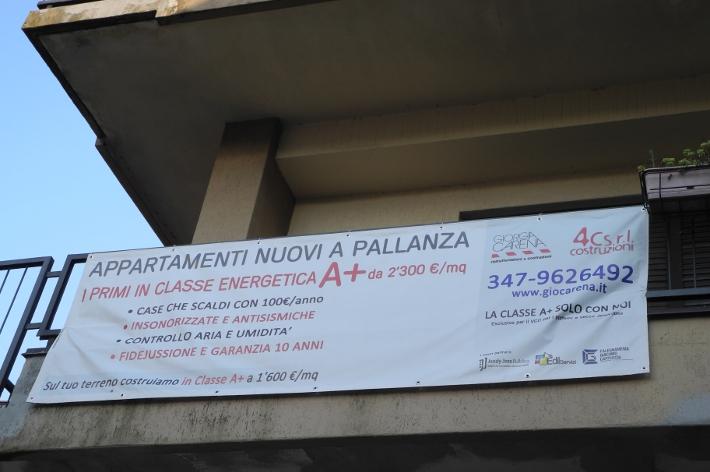 APPARTAMENTI NUOVI A PALLANZA
I PRIMI IN CLASSE ENERGETICA A+ da 2'300 €/mq
• CASE CHE SCALDI CON 100€/anno
• INSONORIZZATE E ANTISISMICHE
• CONTROLLO ARIA E UMIDITA'
• FIDEJUSSIONE E GARANZIA 10 ANNI
Sul tuo terreno costruiamo in Classe A+ a 1'600 €/mq
GIORGIA
CARENA
4C s.r.l.
costruzioni
347-9626492
www.giocarena.it
LA CLASSE A+ SOLO CON NOI